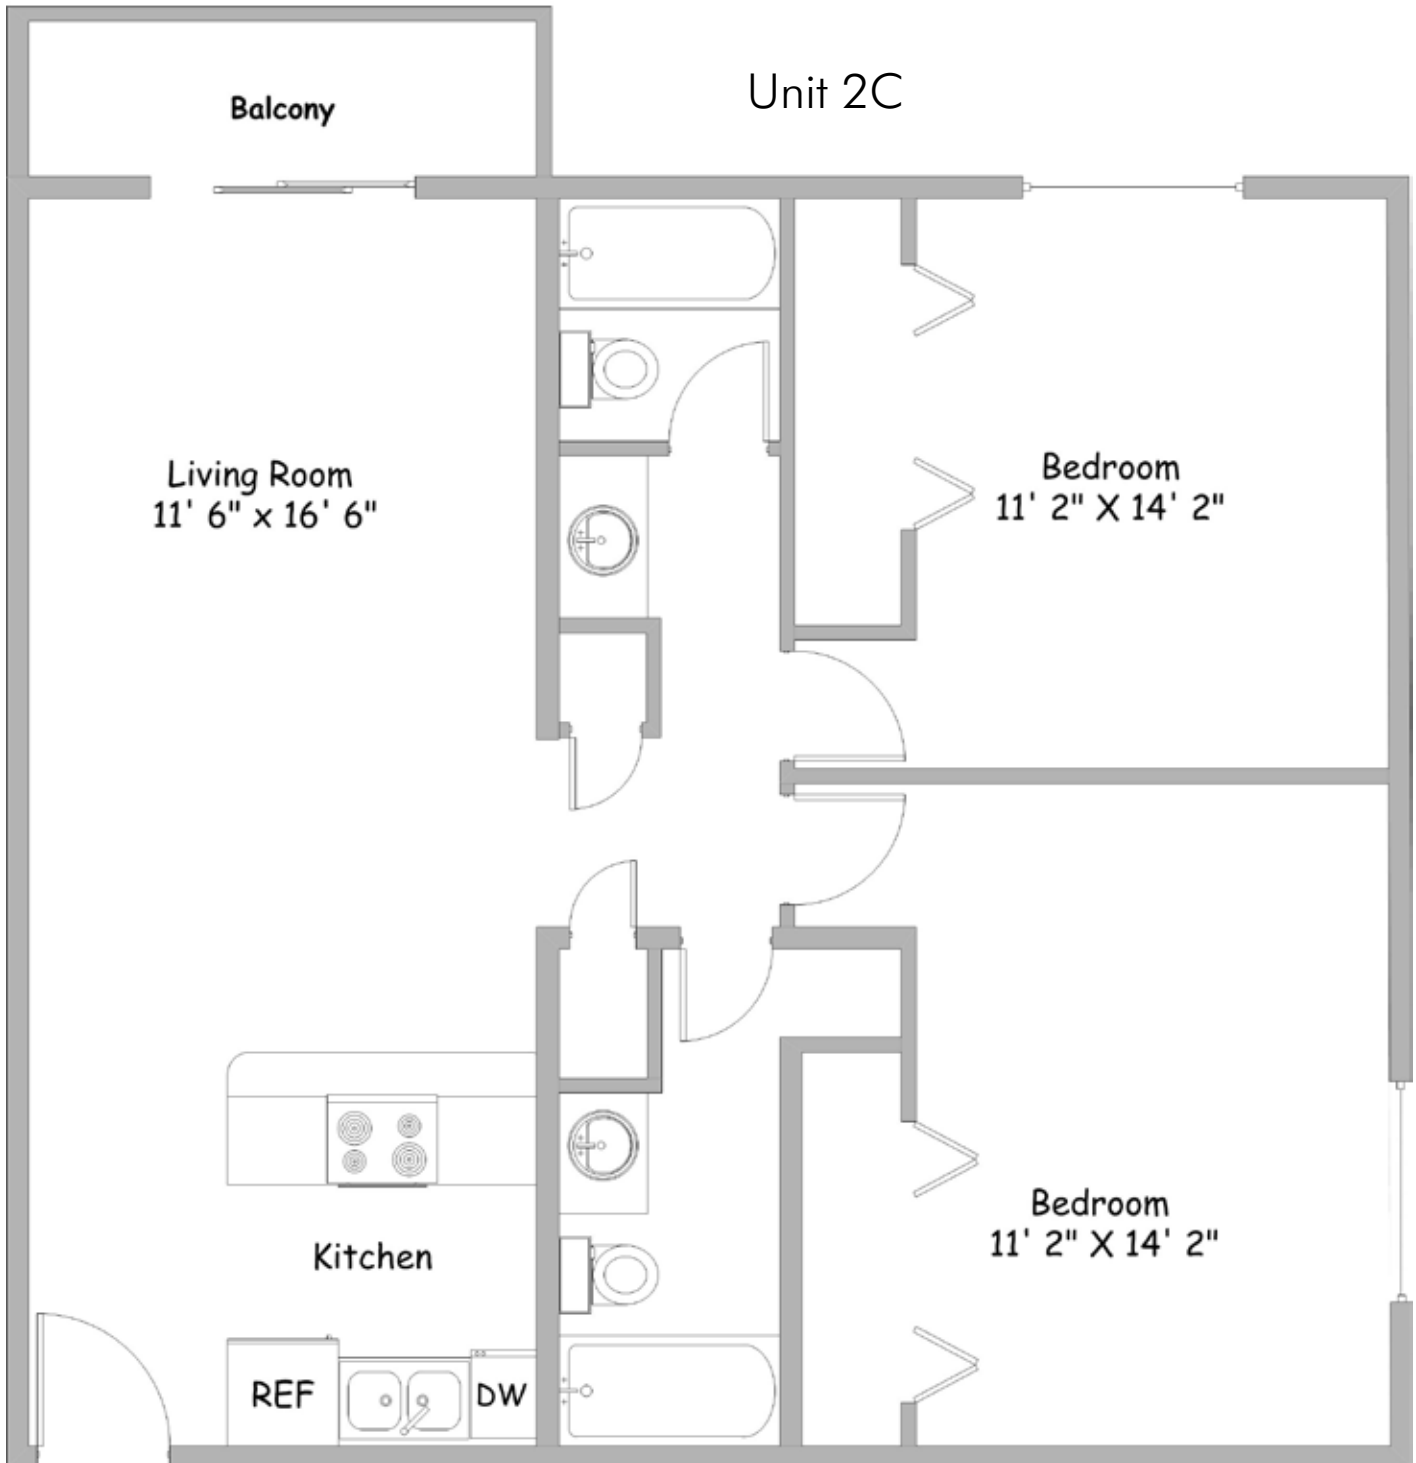 Unit 2C
Balcony
Living Room
11' 6" x 16' 6"
Bedroom
11' 2" X 14' 2"
Bedroom
11' 2" X 14' 2"
Kitchen
REF
DW